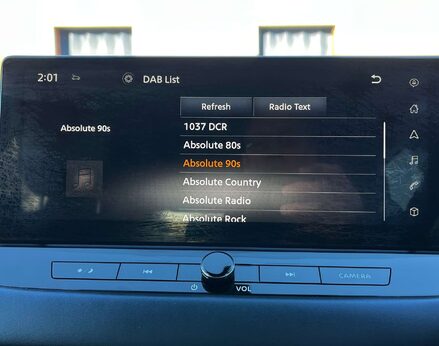 2:01 DAB List
Refresh Radio Text
Absolute 90s
1037 DCR
Absolute 80s
Absolute 90s
Absolute Country
Absolute Radio
Absolute Rock
VOL
CAMERA